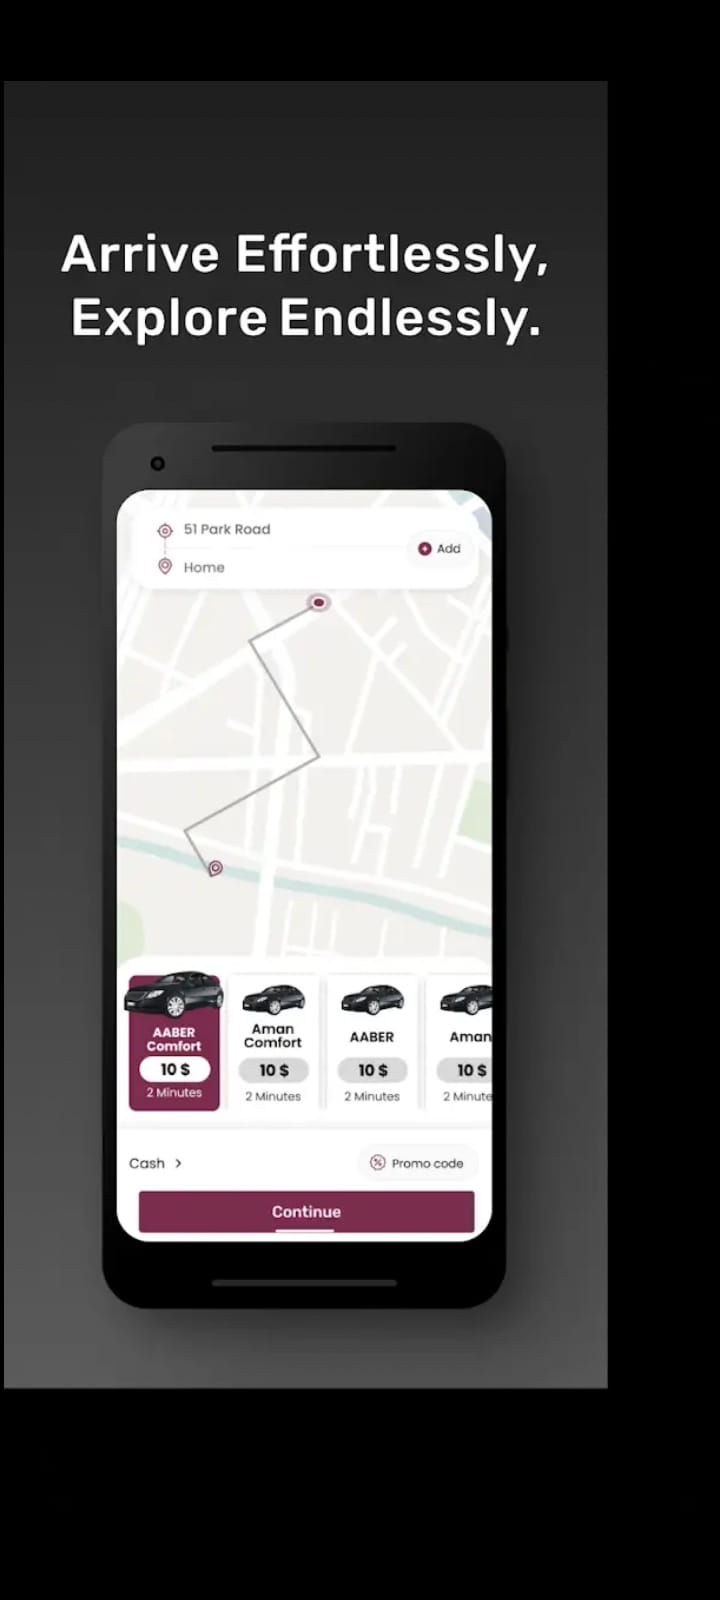 Arrive Effortlessly,
Explore Endlessly.
51 Park Road
Add
Home
AABER
Comfort
10 $
2 Minutes
Aman
Comfort
10 $
2 Minutes
AABER
10 $
2 Minutes
Aman
10 $
2 Minute
Cash
Promo code
Continue